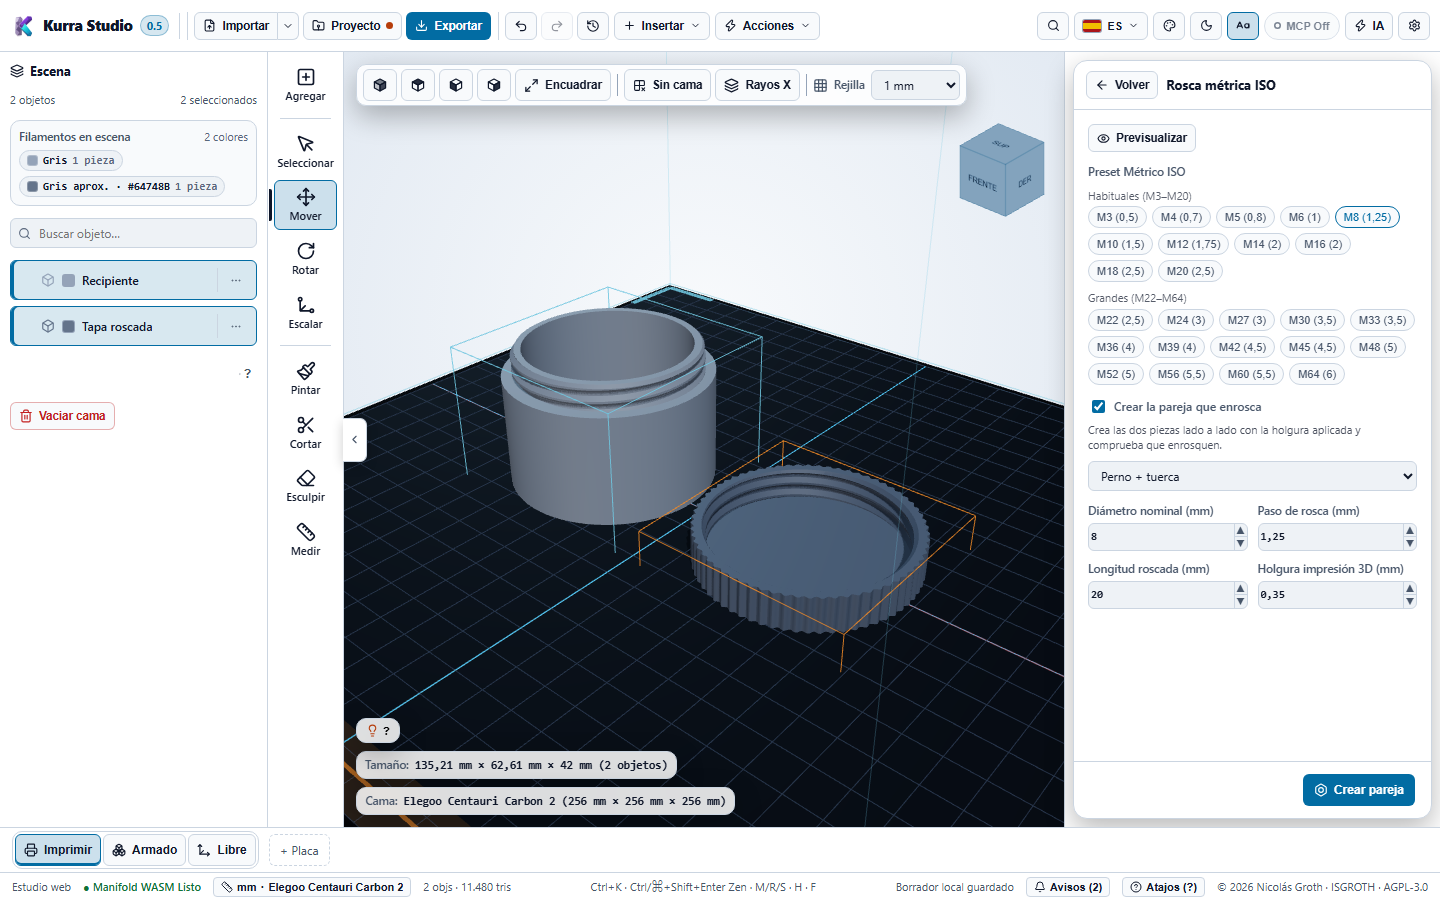 Kurra Studio 0.5
Importar
Proyecto
Exportar
Insertar
Acciones
ES
Aa
MCP Off
IA
Escena
2 objetos 2 seleccionados
Filamentos en escena 2 colores
Gris 1 pieza
Gris aprox. · #64748B 1 pieza
Buscar objeto...
Recipiente
Tapa roscada
?
Vaciar cama
Agregar
Seleccionar
Mover
Rotar
Escalar
Pintar
Cortar
Esculpir
Medir
Encuadrar
Sin cama
Rayos X
Rejilla 1 mm
SUP
FRENTE DER
?
Tamaño: 135,21 mm × 62,61 mm × 42 mm (2 objetos)
Cama: Elegoo Centauri Carbon 2 (256 mm × 256 mm × 256 mm)
Volver Rosca métrica ISO
Previsualizar
Preset Métrico ISO
Habituales (M3–M20)
M3 (0,5) M4 (0,7) M5 (0,8) M6 (1) M8 (1,25)
M10 (1,5) M12 (1,75) M14 (2) M16 (2)
M18 (2,5) M20 (2,5)
Grandes (M22–M64)
M22 (2,5) M24 (3) M27 (3) M30 (3,5) M33 (3,5)
M36 (4) M39 (4) M42 (4,5) M45 (4,5) M48 (5)
M52 (5) M56 (5,5) M60 (5,5) M64 (6)
Crear la pareja que enrosca
Crea las dos piezas lado a lado con la holgura aplicada y
comprueba que enrosquen.
Perno + tuerca
Diámetro nominal (mm) Paso de rosca (mm)
8 1,25
Longitud roscada (mm) Holgura impresión 3D (mm)
20 0,35
Crear pareja
Imprimir
Armado
Libre
+ Placa
Estudio web
Manifold WASM Listo
mm · Elegoo Centauri Carbon 2
2 objs · 11.480 tris
Ctrl+K · Ctrl/⌘+Shift+Enter Zen · M/R/S · H · F
Borrador local guardado
Avisos (2)
Atajos (?)
© 2026 Nicolás Groth · ISGROTH · AGPL-3.0